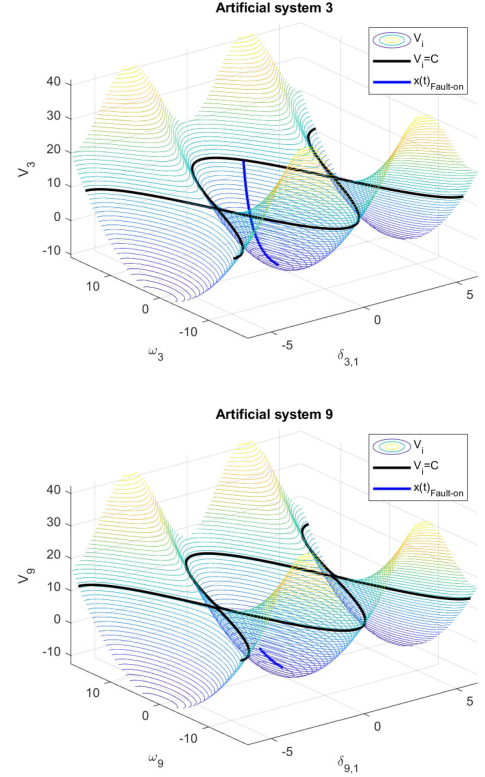 Artificial system 3
V_i
V_i=C
x(t)_Fault-on
40
30
20
10
0
-10
V_3
10
0
-10
ω_3
-5
0
5
δ_3,1
Artificial system 9
V_i
V_i=C
x(t)_Fault-on
40
30
20
10
0
-10
V_9
10
0
-10
ω_9
-5
0
5
δ_9,1